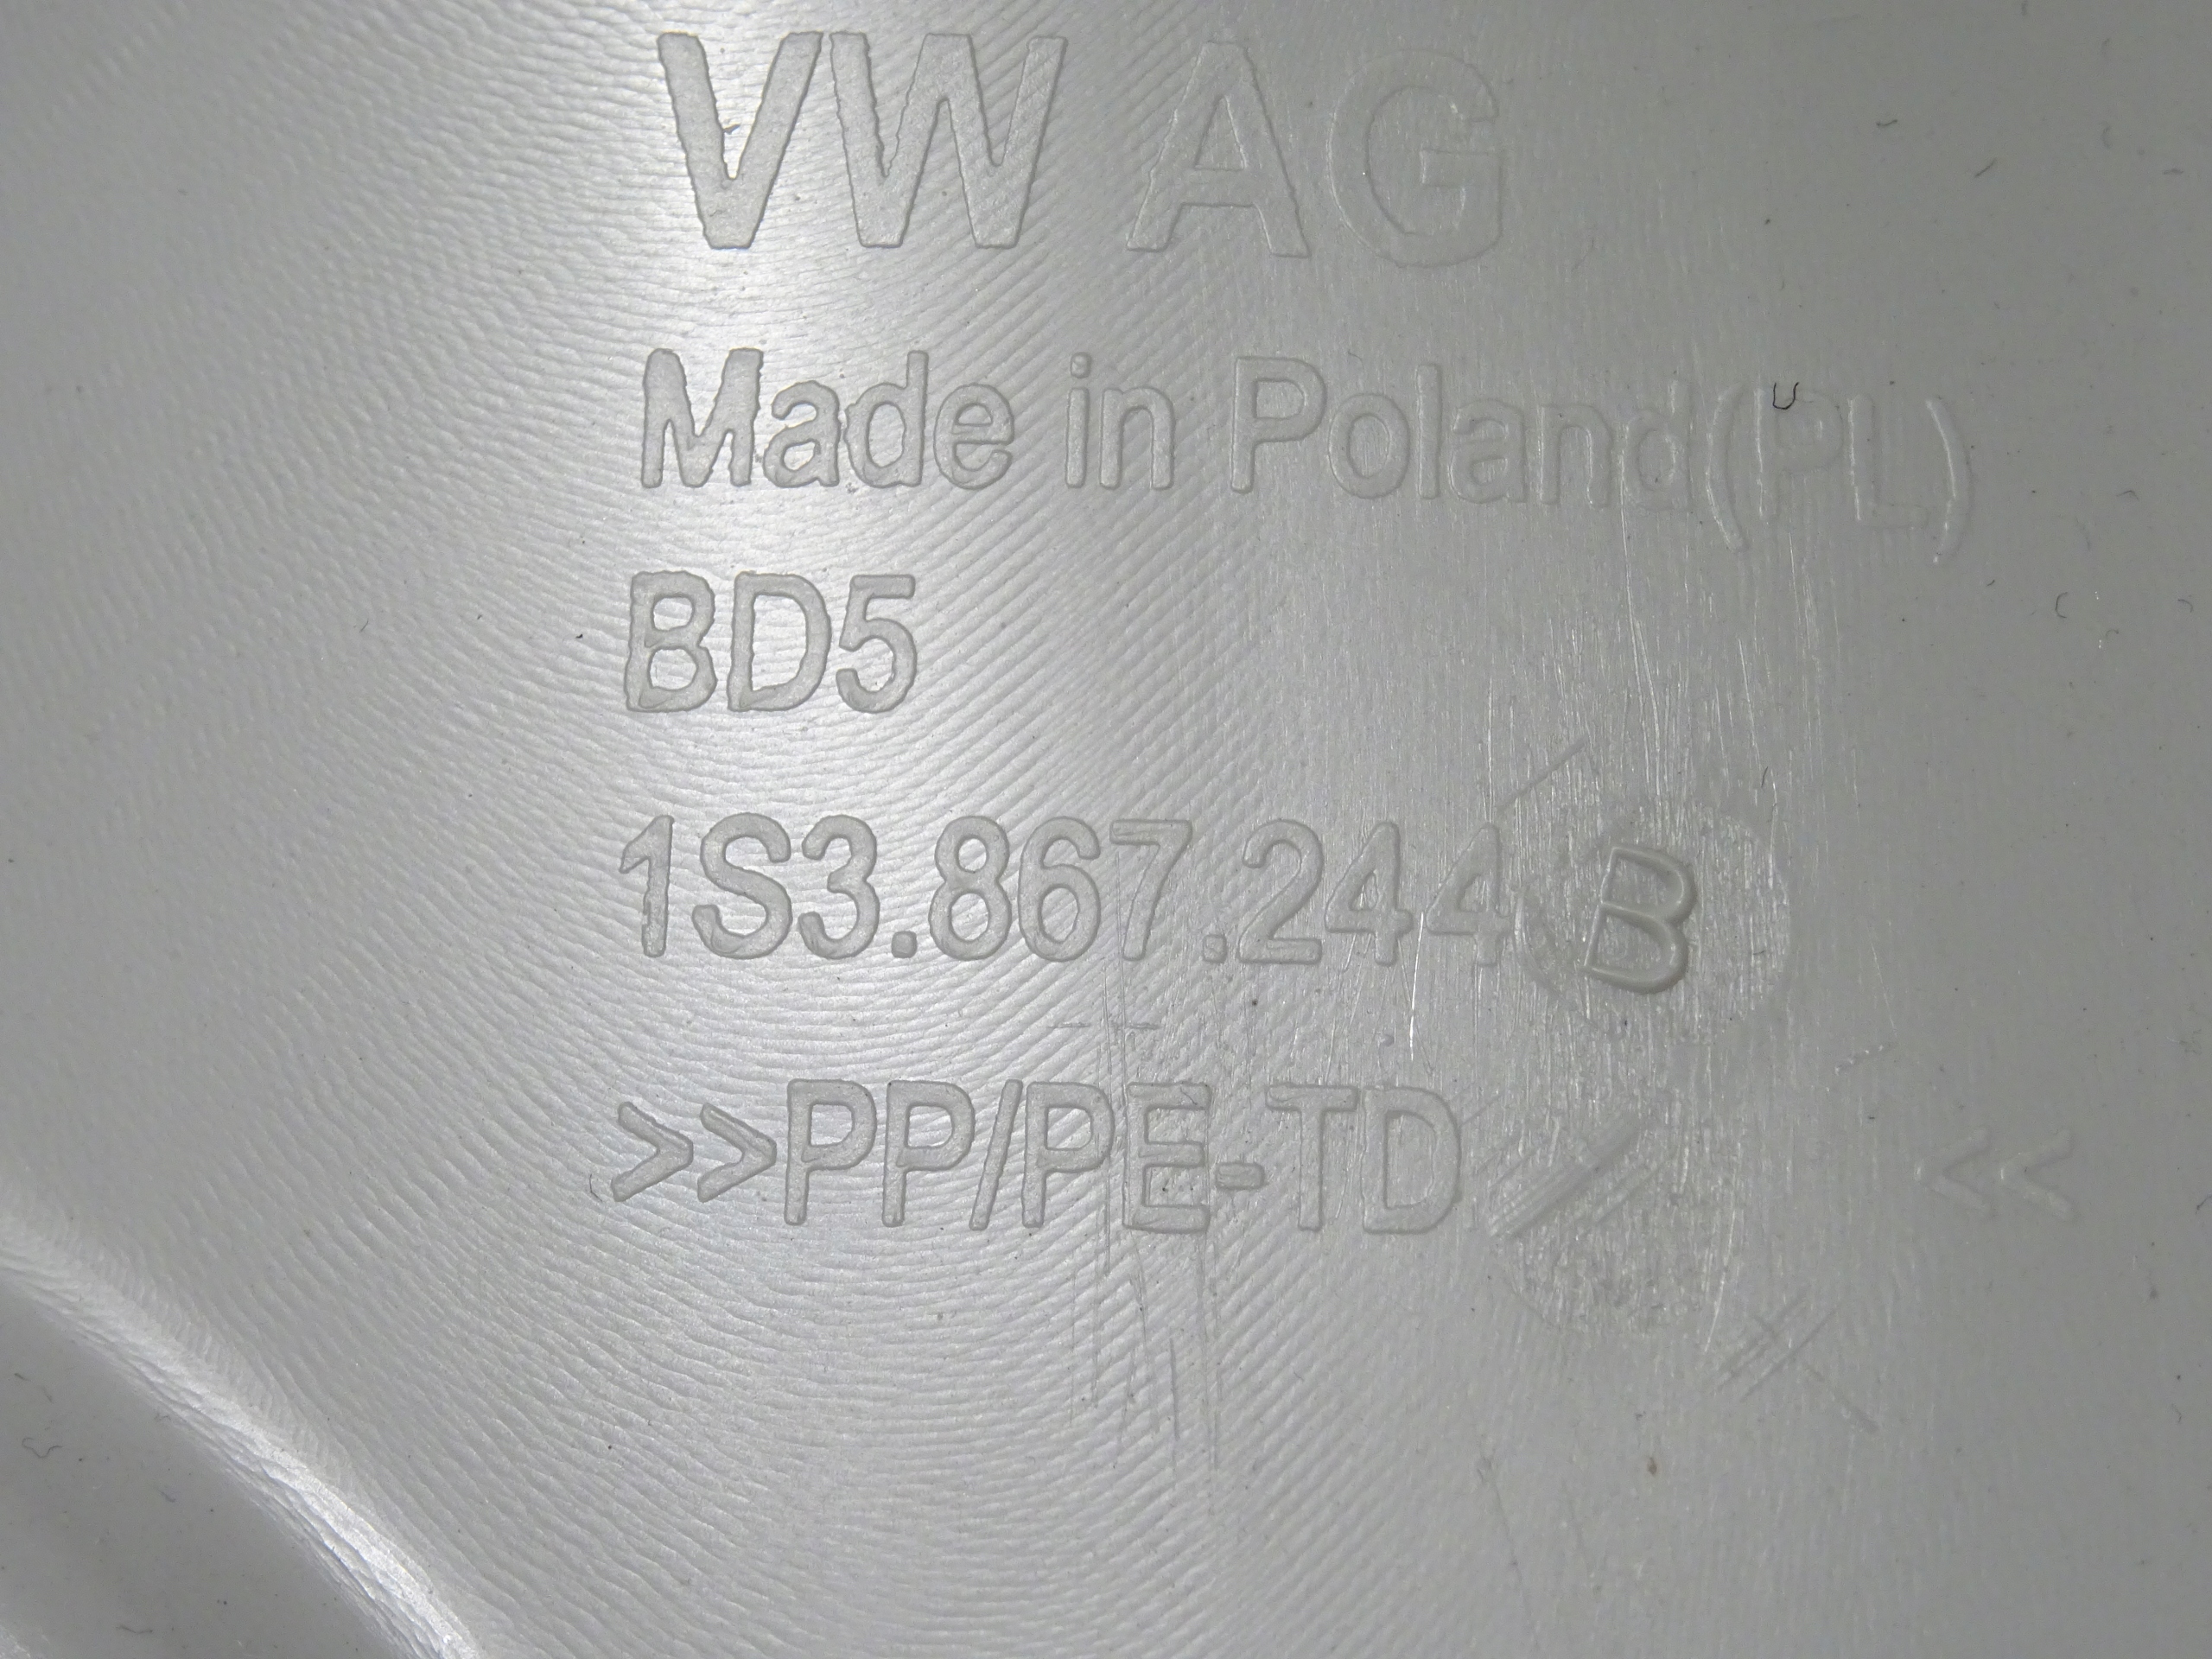 VW AG
Made in Poland(PL)
BD5
1S3.867.244 B
>>PP/PE-TD <<